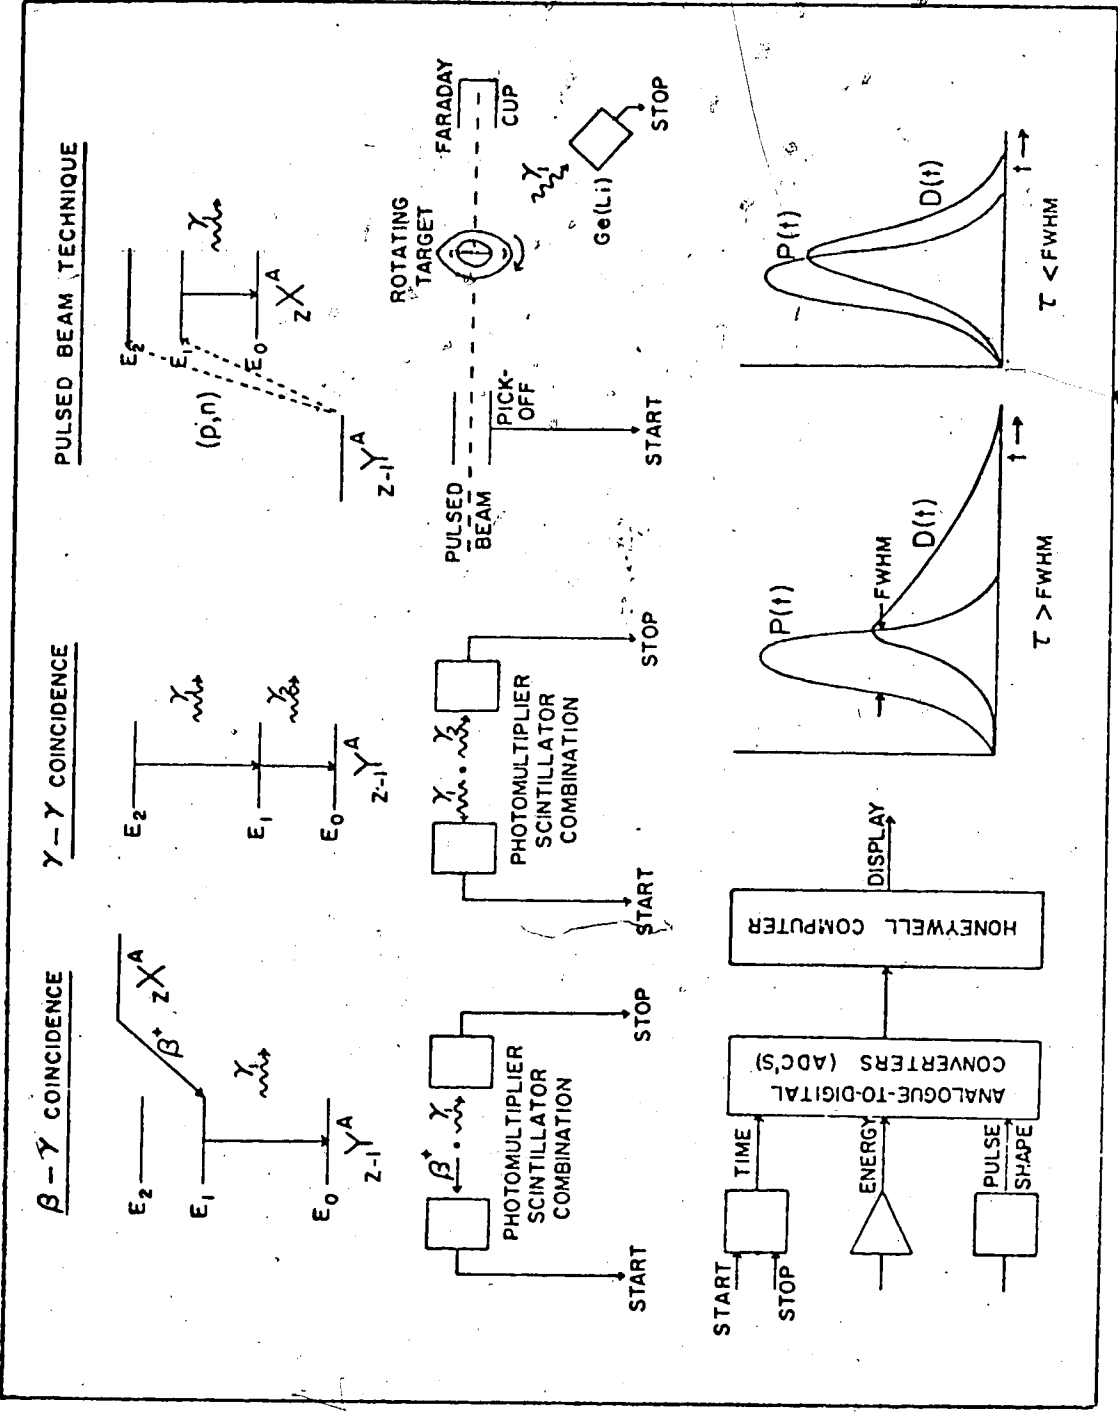 β – γ COINCIDENCE
E2
E1
E0
β+
zXA
γ1
z-1YA
β+ γ1
PHOTOMULTIPLIER
SCINTILLATOR
COMBINATION
START
STOP
γ – γ COINCIDENCE
E2
E1
E0
γ1
γ2
z-1YA
γ1 γ2
PHOTOMULTIPLIER
SCINTILLATOR
COMBINATION
START
STOP
PULSED BEAM TECHNIQUE
E2
E1
E0
γ1
zXA
(p,n)
z-1YA
PULSED
BEAM
PICK-
OFF
START
ROTATING
TARGET
FARADAY
CUP
γ1
Ge(Li)
STOP
START
STOP
TIME
ENERGY
PULSE
SHAPE
ANALOGUE-TO-DIGITAL
CONVERTERS (ADC'S)
HONEYWELL COMPUTER
DISPLAY
P(t)
FWHM
D(t)
t
τ > FWHM
P(t)
D(t)
t
τ < FWHM